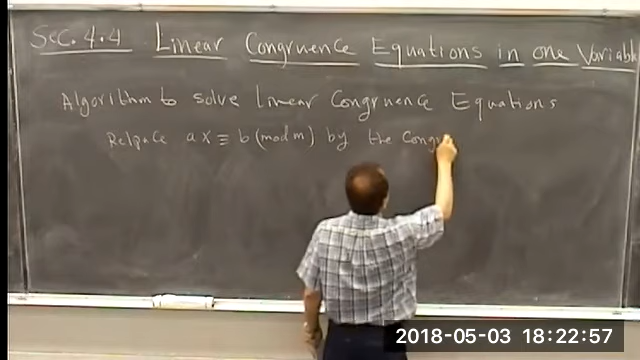 Sec. 4.4 Linear Congruence Equations in one Variable
Algorithm to solve Linear Congruence Equations
Relpace ax ≡ b (mod m) by the Cong
2018-05-03 18:22:57